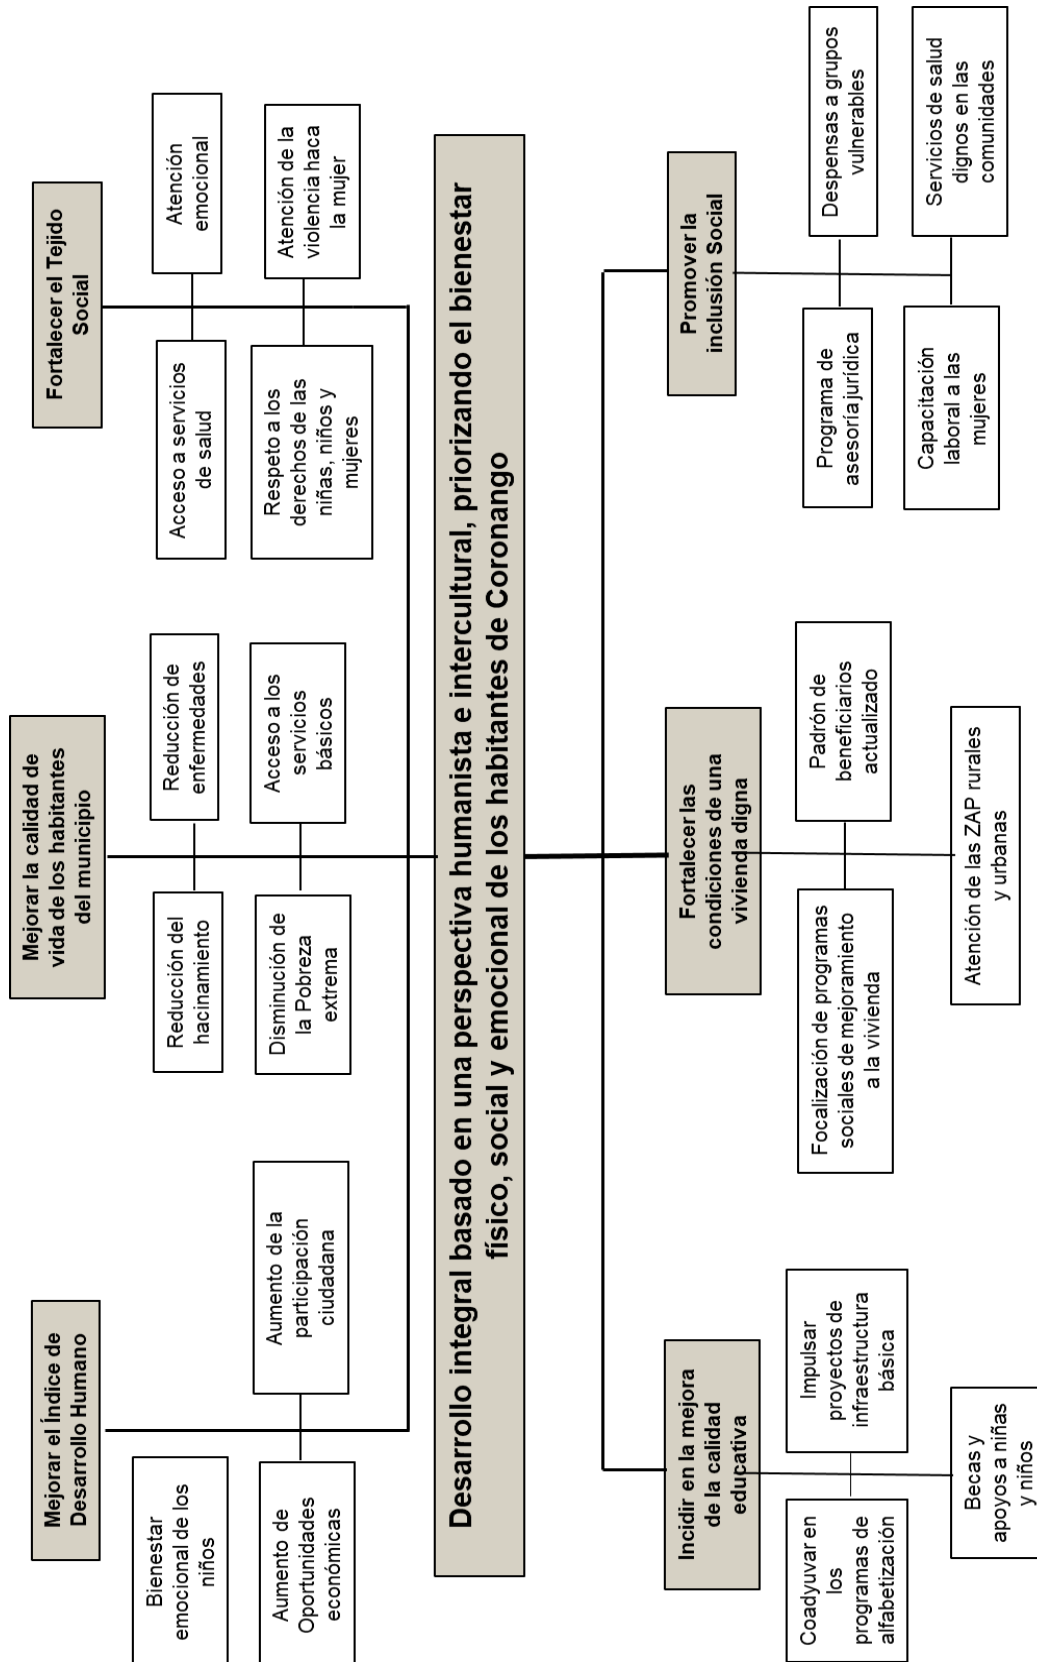 Mejorar el Índice de
Desarrollo Humano
Bienestar
emocional de los
niños
Aumento de
Oportunidades
económicas
Aumento de la
participación
ciudadana
Mejorar la calidad de
vida de los habitantes
del municipio
Reducción del
hacinamiento
Reducción de
enfermedades
Disminución de
la Pobreza
extrema
Acceso a los
servicios
básicos
Fortalecer el Tejido
Social
Acceso a servicios
de salud
Atención
emocional
Respeto a los
derechos de las
niñas, niños y
mujeres
Atención de la
violencia haca
la mujer
Desarrollo integral basado en una perspectiva humanista e intercultural, priorizando el bienestar
físico, social y emocional de los habitantes de Coronango
Incidir en la mejora
de la calidad
educativa
Coadyuvar en
los
programas de
alfabetización
Impulsar
proyectos de
infraestructura
básica
Becas y
apoyos a niñas
y niños
Fortalecer las
condiciones de una
vivienda digna
Focalización de programas
sociales de mejoramiento
a la vivienda
Padrón de
beneficiarios
actualizado
Atención de las ZAP rurales
y urbanas
Promover la
inclusión Social
Programa de
asesoría jurídica
Despensas a grupos
vulnerables
Capacitación
laboral a las
mujeres
Servicios de salud
dignos en las
comunidades